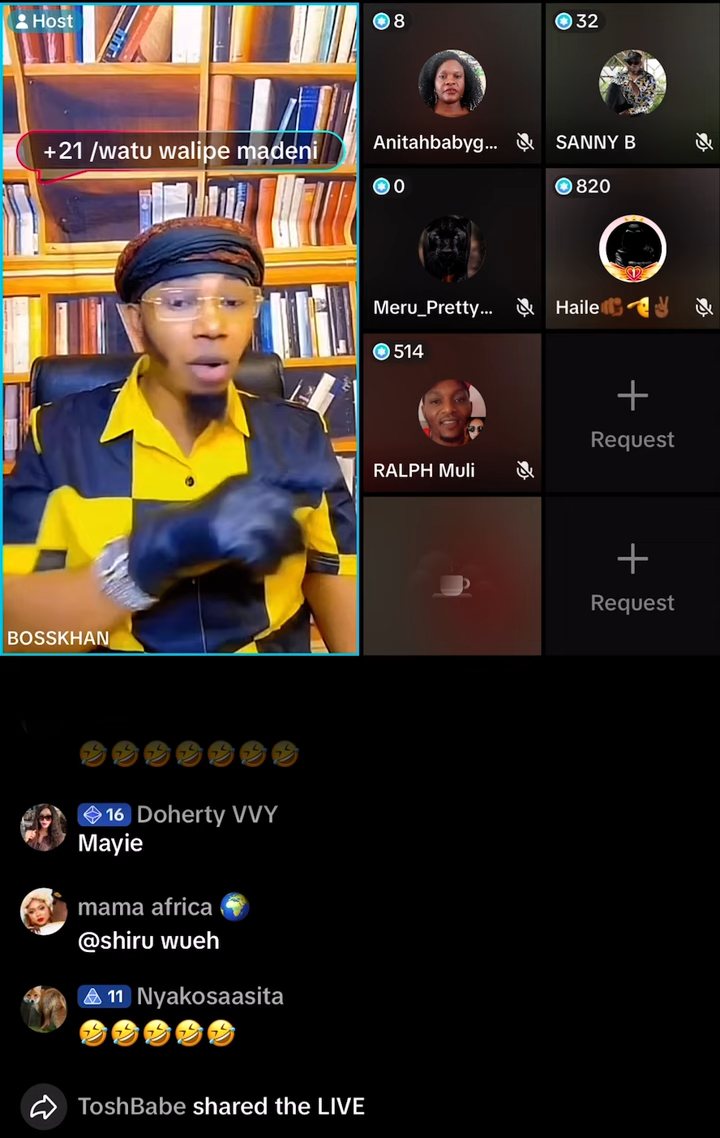 Host
+21 /watu walipe madeni
BOSSKHAN
8
Anitahbabyg...
32
SANNY B
0
Meru_Pretty...
820
Haile🫵🏾🫳✌🏾
514
RALPH Muli
Request
Request
🤣🤣🤣🤣🤣🤣🤣
16 Doherty VVY
Mayie
mama africa 🌍
@shiru wueh
11 Nyakosaasita
🤣🤣🤣🤣🤣
ToshBabe shared the LIVE